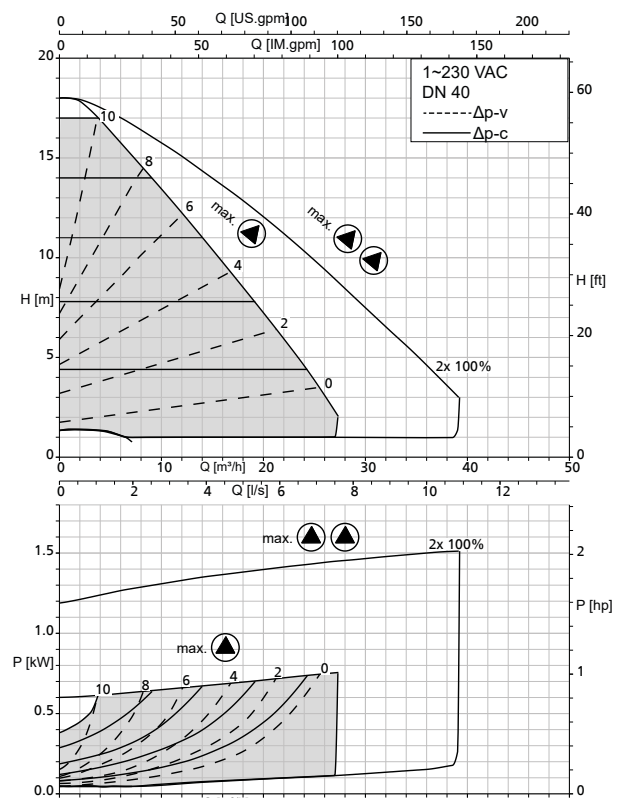 Q [US.gpm]
0 50 100 150 200
Q [IM.gpm]
0 50 100 150
1~230 VAC
DN 40
Δp-v
Δp-c
20
15
10
H [m]
5
0
60
40
H [ft]
20
0
10
8
6
4
2
0
max.
max.
2x 100%
0 10 20 30 40 50
Q [m³/h]
0 2 4 6 8 10 12
Q [l/s]
max.
2x 100%
1.5
1.0
P [kW]
0.5
0.0
2
P [hp]
1
0
max.
10
8
6
4
2
0